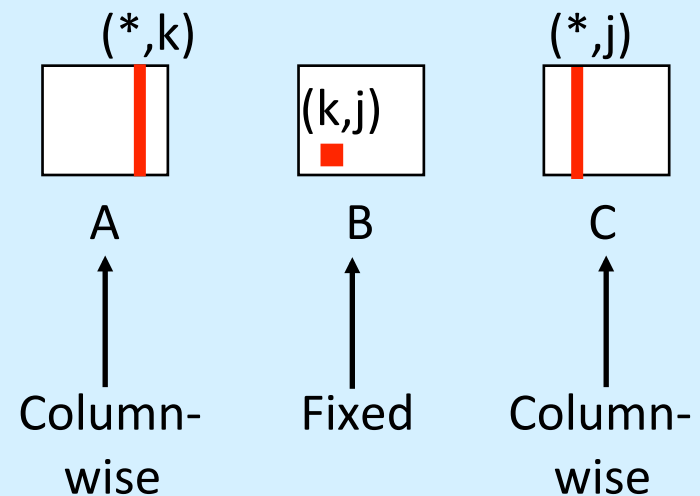 (*,k)
(*,j)
(k,j)
A
B
C
Column-
wise
Fixed
Column-
wise